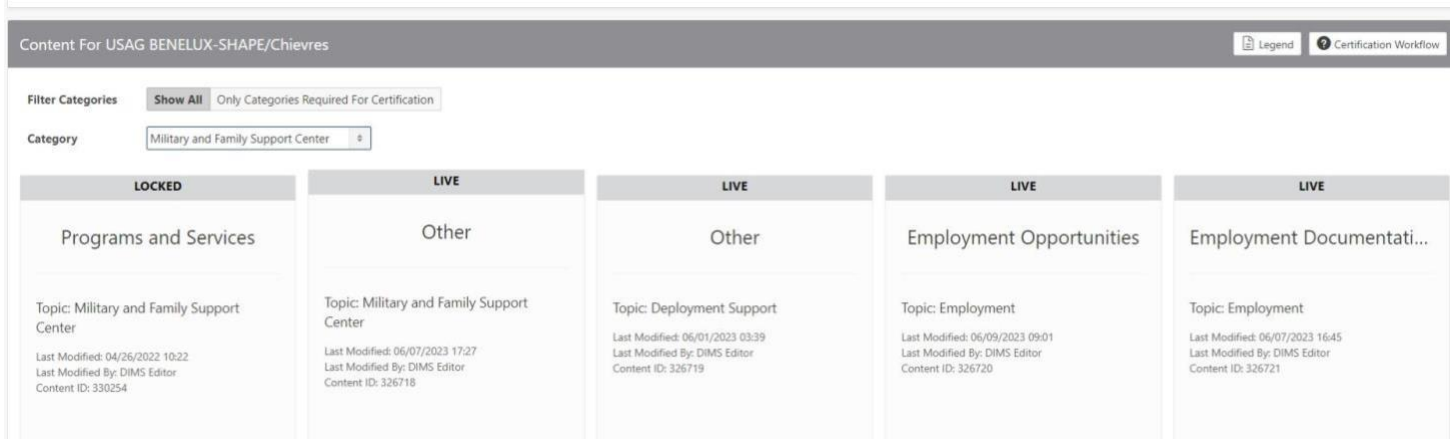 Content For USAG BENELUX-SHAPE/Chievres
Legend
Certification Workflow
Filter Categories
Show All
Only Categories Required For Certification
Category
Military and Family Support Center
LOCKED
Programs and Services
Topic: Military and Family Support
Center
Last Modified: 04/26/2022 10:22
Last Modified By: DIMS Editor
Content ID: 330254
LIVE
Other
Topic: Military and Family Support
Center
Last Modified: 06/07/2023 17:27
Last Modified By: DIMS Editor
Content ID: 326718
LIVE
Other
Topic: Deployment Support
Last Modified: 06/01/2023 03:39
Last Modified By: DIMS Editor
Content ID: 326719
LIVE
Employment Opportunities
Topic: Employment
Last Modified: 06/09/2023 09:01
Last Modified By: DIMS Editor
Content ID: 326720
LIVE
Employment Documentati...
Topic: Employment
Last Modified: 06/07/2023 16:45
Last Modified By: DIMS Editor
Content ID: 326721